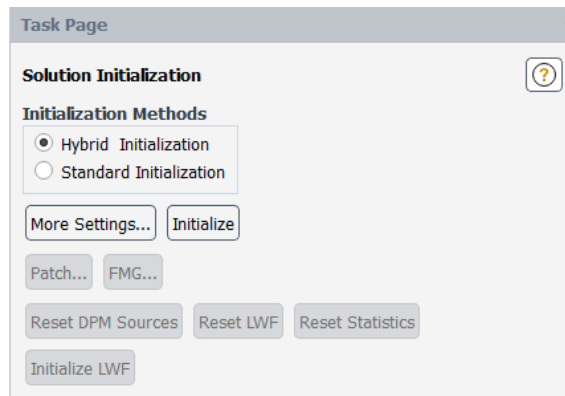 Task Page
Solution Initialization
?
Initialization Methods
Hybrid Initialization
Standard Initialization
More Settings... Initialize
Patch... FMG...
Reset DPM Sources Reset LWF Reset Statistics
Initialize LWF